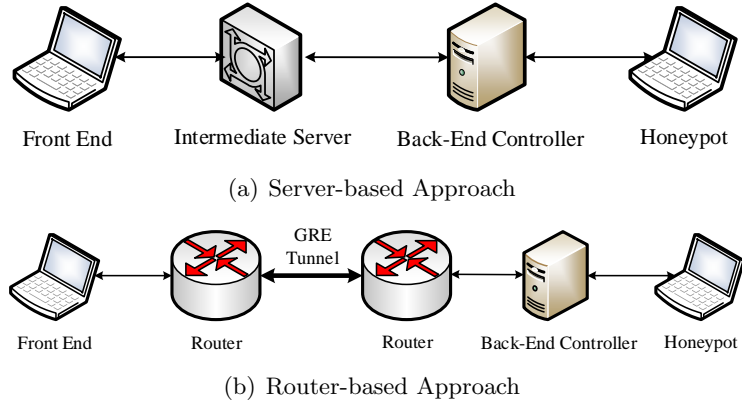 Front End
Intermediate Server
Back-End Controller
Honeypot
(a) Server-based Approach
GRE
Tunnel
Front End
Router
Router
Back-End Controller
Honeypot
(b) Router-based Approach